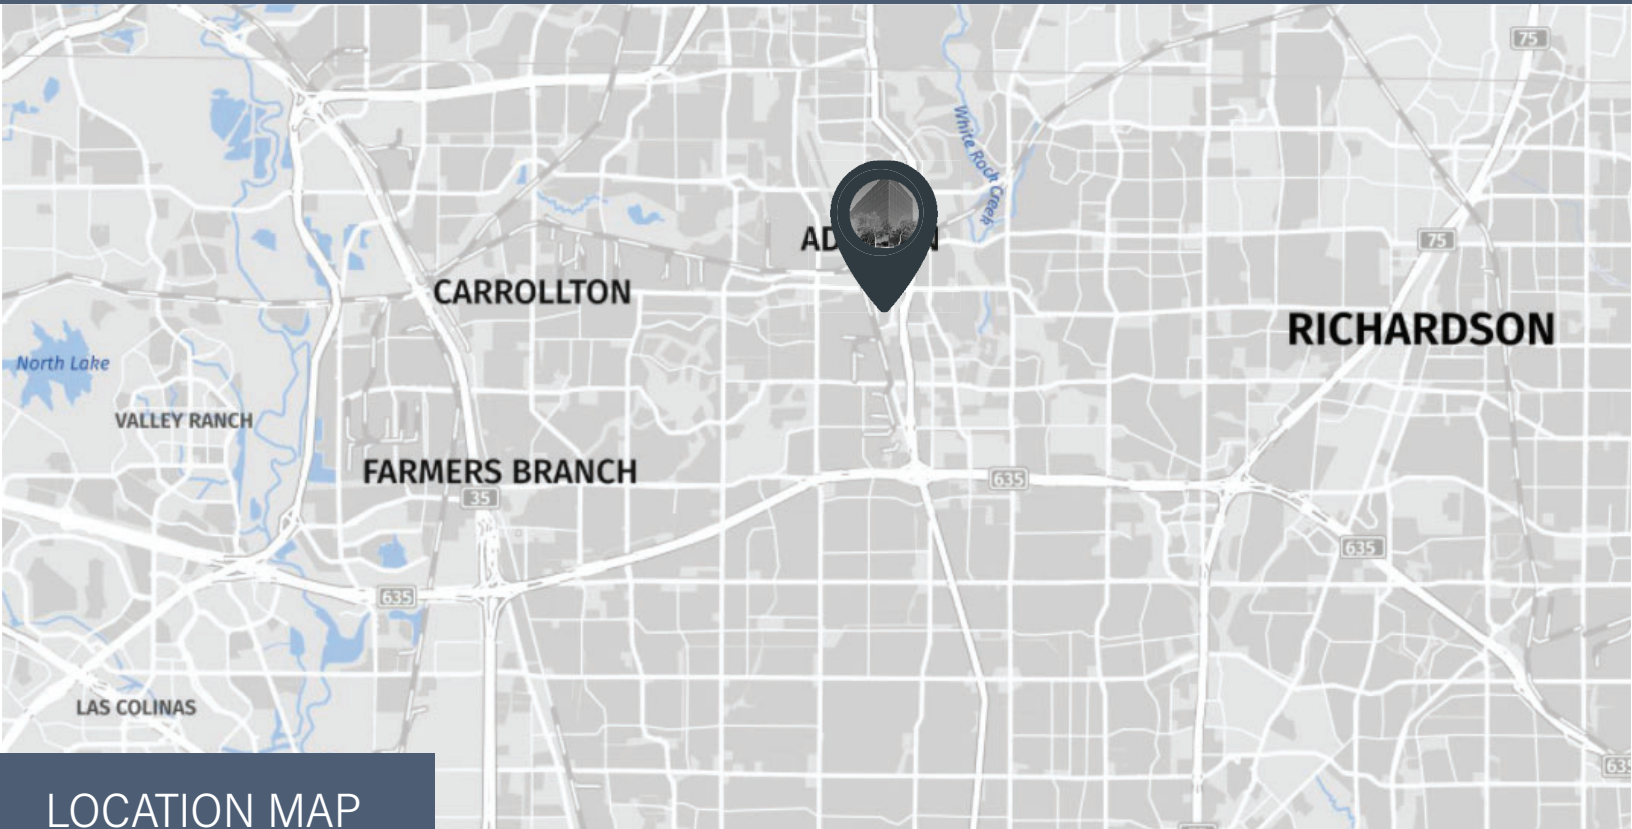 75
White Rock Creek
AD N
75
CARROLLTON
RICHARDSON
North Lake
VALLEY RANCH
FARMERS BRANCH
35
635
635
635
LAS COLINAS
635
LOCATION MAP